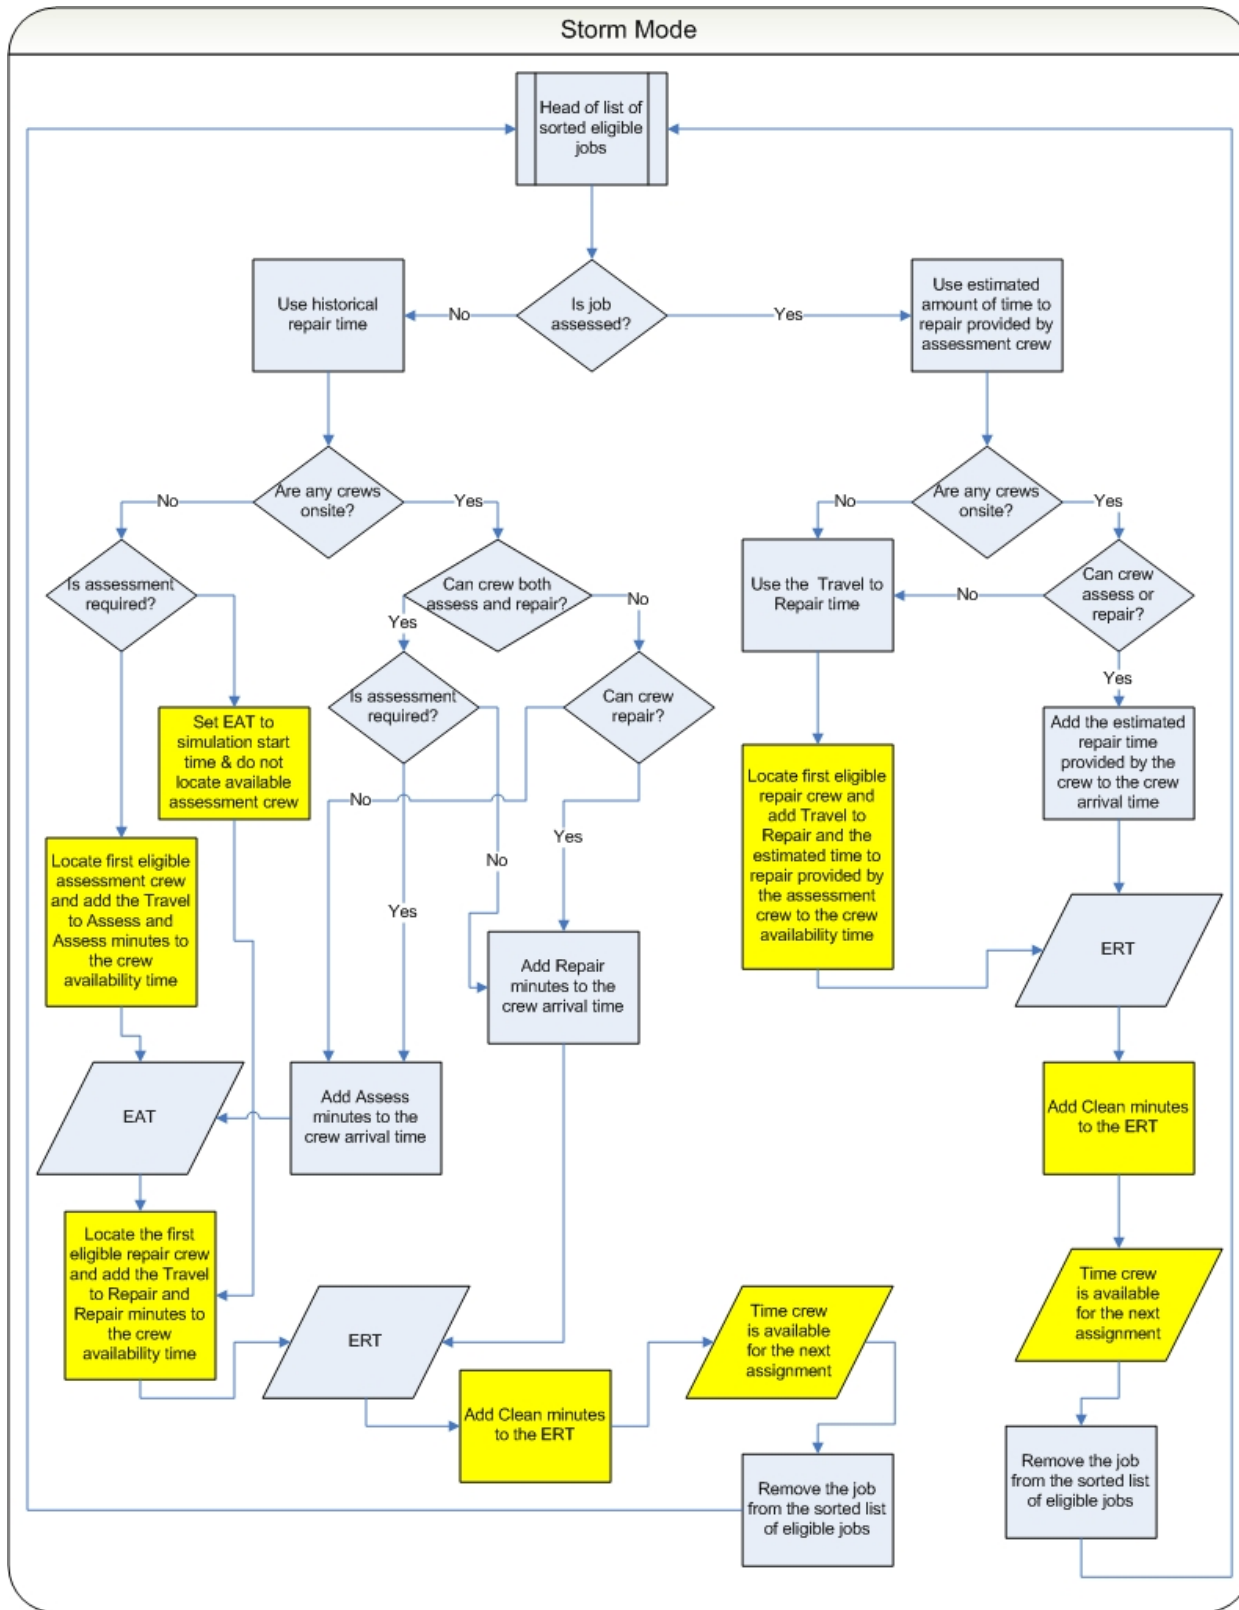 Storm Mode
Head of list of
sorted eligible
jobs
Use historical
repair time
No
Is job
assessed?
Yes
Use estimated
amount of time to
repair provided by
assessment crew
No
Are any crews
onsite?
Yes
No
Are any crews
onsite?
Yes
Is assessment
required?
Can crew both
assess and repair?
No
Yes
Use the Travel to
Repair time
No
Can crew
assess or
repair?
Yes
Set EAT to
simulation start
time & do not
locate available
assessment crew
Is assessment
required?
Can crew
repair?
Add the estimated
repair time
provided by the
crew to the crew
arrival time
Locate first eligible
repair crew and
add Travel to
Repair and the
estimated time to
repair provided by
the assessment
crew to the crew
availability time
No
Yes
No
Yes
Locate first eligible
assessment crew
and add the Travel
to Assess and
Assess minutes to
the crew
availability time
Add Repair
minutes to the
crew arrival time
ERT
EAT
Add Assess
minutes to the
crew arrival time
Add Clean minutes
to the ERT
Locate the first
eligible repair crew
and add the Travel
to Repair and
Repair minutes to
the crew
availability time
ERT
Add Clean minutes
to the ERT
Time crew
is available
for the next
assignment
Time crew
is available
for the next
assignment
Remove the job
from the sorted list
of eligible jobs
Remove the job
from the sorted list
of eligible jobs